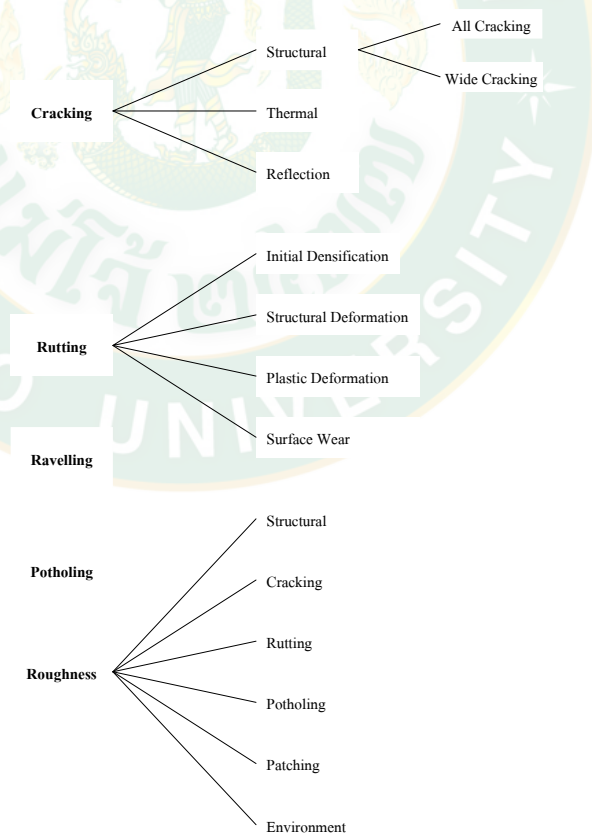 All Cracking
Structural
Wide Cracking
Cracking
Thermal
Reflection
Initial Densification
Structural Deformation
Rutting
Plastic Deformation
Surface Wear
Ravelling
UNIVERSITY
Structural
Potholing
Cracking
Rutting
Roughness
Potholing
Patching
Environment